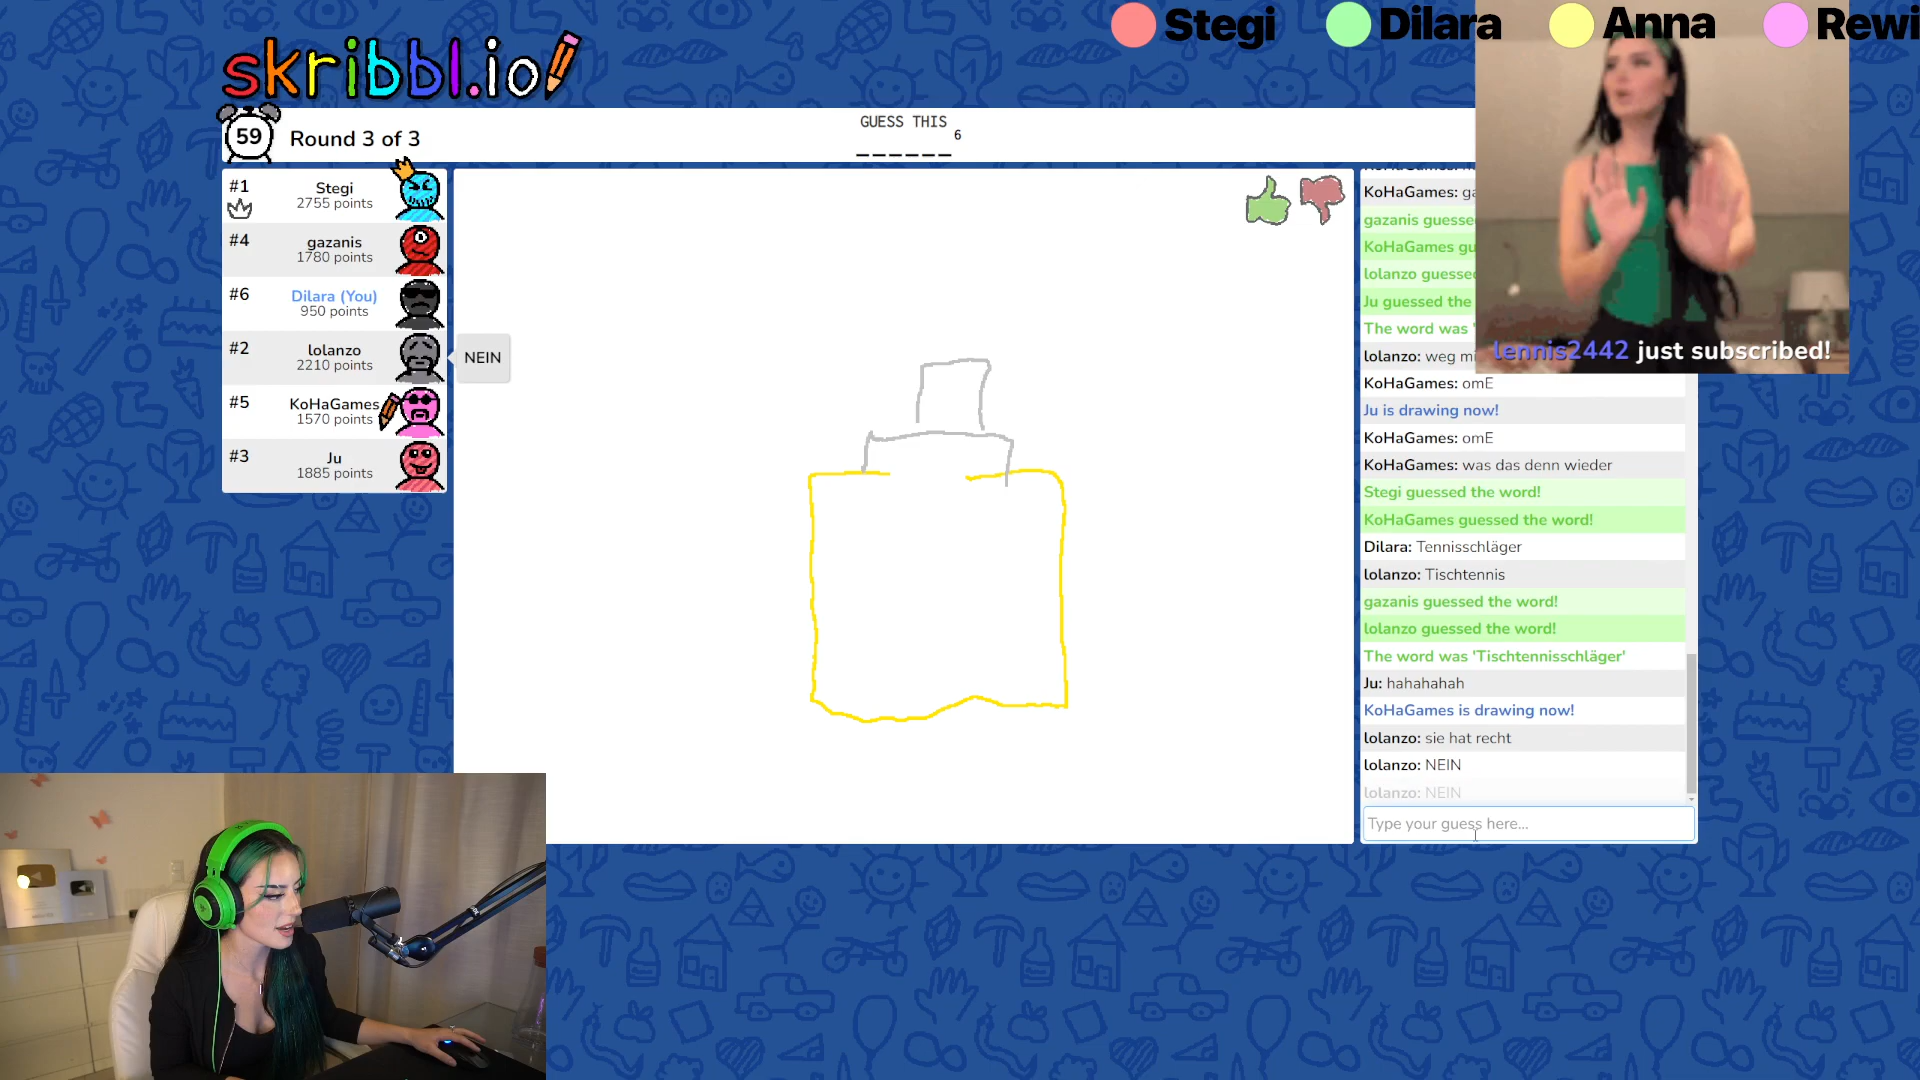 Stegi
Dilara
Anna
Rewi
skribbl.io
59
Round 3 of 3
GUESS THIS
______ 6
#1
Stegi
2755 points
#4
gazanis
1780 points
#6
Dilara (You)
950 points
#2
lolanzo
2210 points
#5
KoHaGames
1570 points
#3
Ju
1885 points
NEIN
KoHaGames: ga
gazanis guesse
KoHaGames gu
lolanzo guesse
Ju guessed the
The word was '
lolanzo: weg mi
KoHaGames: omE
Ju is drawing now!
KoHaGames: omE
KoHaGames: was das denn wieder
Stegi guessed the word!
KoHaGames guessed the word!
Dilara: Tennisschläger
lolanzo: Tischtennis
gazanis guessed the word!
lolanzo guessed the word!
The word was 'Tischtennisschläger'
Ju: hahahahah
KoHaGames is drawing now!
lolanzo: sie hat recht
lolanzo: NEIN
lolanzo: NEIN
Type your guess here...
lennis2442 just subscribed!